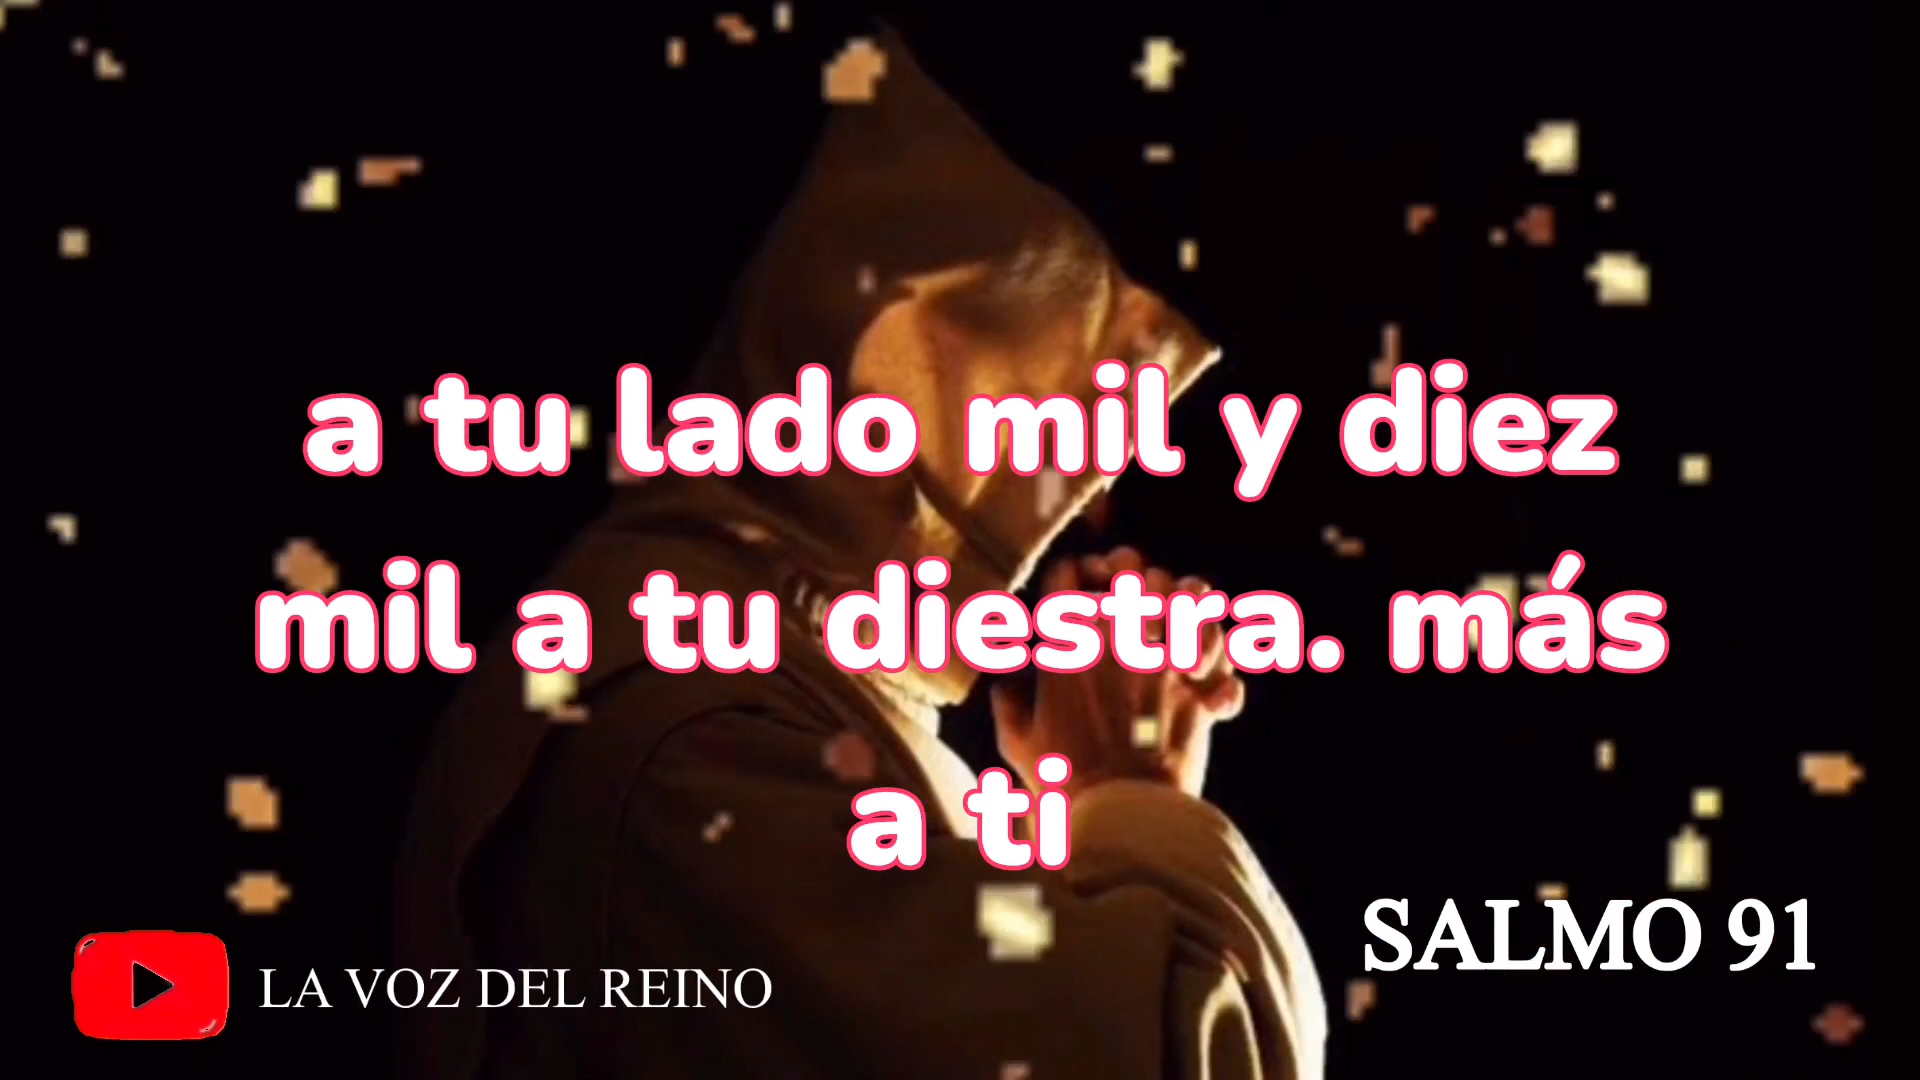 a tu lado mil y diez
mil a tu diestra. más
a ti
SALMO 91
LA VOZ DEL REINO